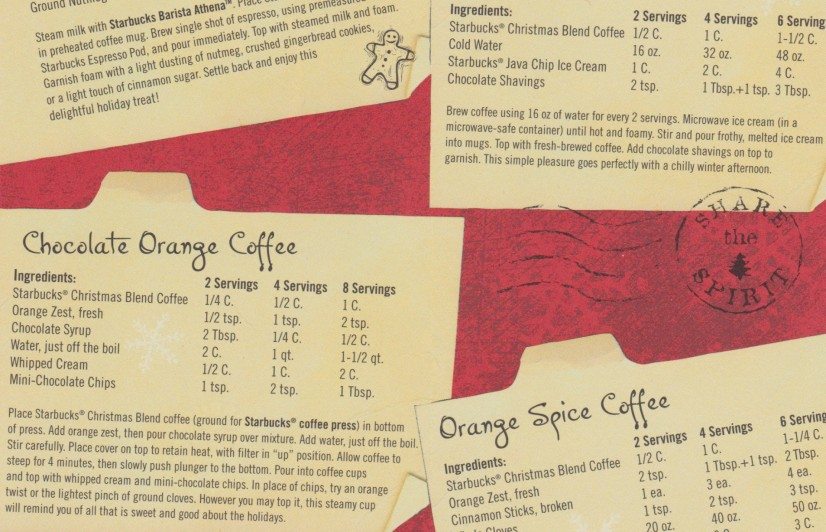 Ground Nutmeg
Steam milk with Starbucks Barista Athena™. Place
in preheated coffee mug. Brew single shot of espresso, using premeasured
Starbucks Espresso Pod, and pour immediately. Top with steamed milk and foam.
Garnish foam with a light dusting of nutmeg, crushed gingerbread cookies,
or a light touch of cinnamon sugar. Settle back and enjoy this
delightful holiday treat!
Ingredients: 2 Servings 4 Servings 6 Serving
Starbucks® Christmas Blend Coffee 1/2 C. 1 C. 1-1/2 C.
Cold Water 16 oz. 32 oz. 48 oz.
Starbucks® Java Chip Ice Cream 1 C. 2 C. 4 C.
Chocolate Shavings 2 tsp. 1 Tbsp.+1 tsp. 3 Tbsp.
Brew coffee using 16 oz of water for every 2 servings. Microwave ice cream (in a
microwave-safe container) until hot and foamy. Stir and pour frothy, melted ice cream
into mugs. Top with fresh-brewed coffee. Add chocolate shavings on top to
garnish. This simple pleasure goes perfectly with a chilly winter afternoon.
SHARE
the
SPIRIT
Chocolate Orange Coffee
Ingredients: 2 Servings 4 Servings 8 Servings
Starbucks® Christmas Blend Coffee 1/4 C. 1/2 C. 1 C.
Orange Zest, fresh 1/2 tsp. 1 tsp. 2 tsp.
Chocolate Syrup 2 Tbsp. 1/4 C. 1/2 C.
Water, just off the boil 2 C. 1 qt. 1-1/2 qt.
Whipped Cream 1/2 C. 1 C. 2 C.
Mini-Chocolate Chips 1 tsp. 2 tsp. 1 Tbsp.
Place Starbucks® Christmas Blend coffee (ground for Starbucks® coffee press) in bottom
of press. Add orange zest, then pour chocolate syrup over mixture. Add water, just off the boil.
Stir carefully. Place cover on top to retain heat, with filter in "up" position. Allow coffee to
steep for 4 minutes, then slowly push plunger to the bottom. Pour into coffee cups
and top with whipped cream and mini-chocolate chips. In place of chips, try an orange
twist or the lightest pinch of ground cloves. However you may top it, this steamy cup
will remind you of all that is sweet and good about the holidays.
Orange Spice Coffee
Ingredients: 2 Servings 4 Servings 6 Serving
Starbucks® Christmas Blend Coffee 1/2 C. 1 C. 1-1/4 C.
Orange Zest, fresh 2 tsp. 1 Tbsp.+1 tsp. 2 Tbsp.
Cinnamon Sticks, broken 1 ea. 3 ea. 4 ea.
Cloves 1 tsp. 2 tsp. 3 tsp.
20 oz. 40 oz. 50 oz.
3 C.